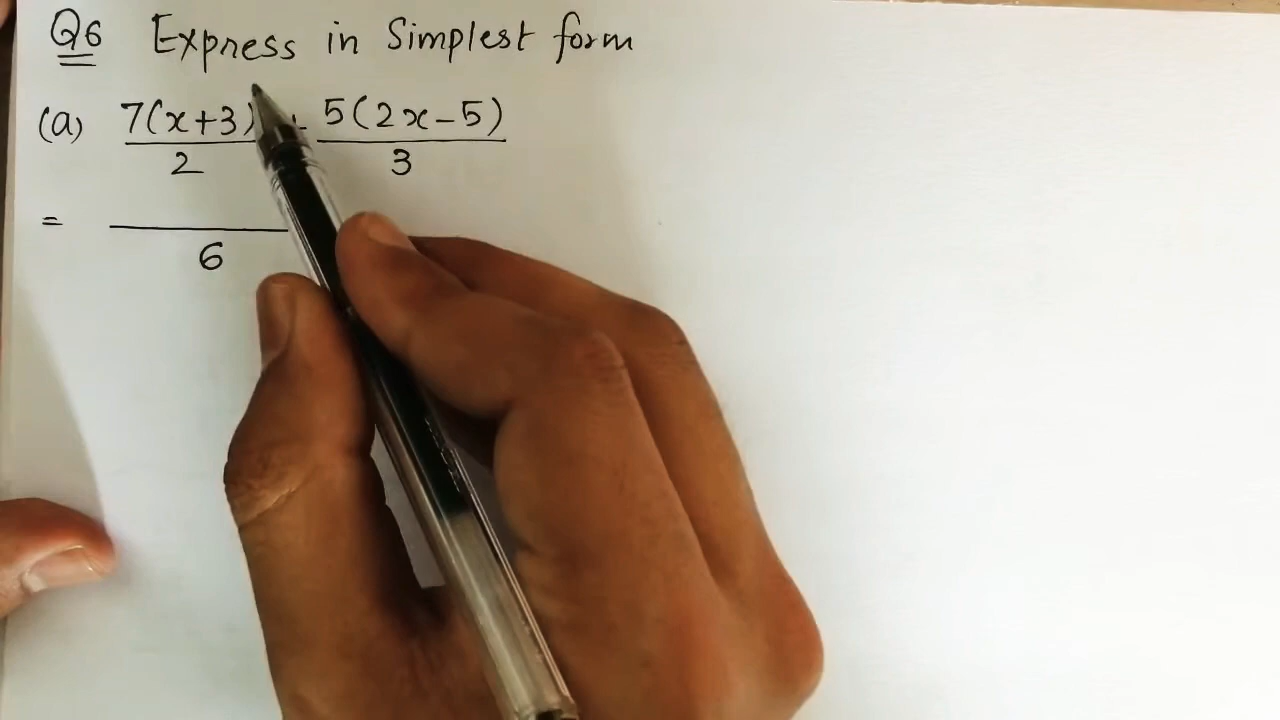 Q6 Express in Simplest form
(a) 7(x+3) + 5(2x-5)
2 3
=
6